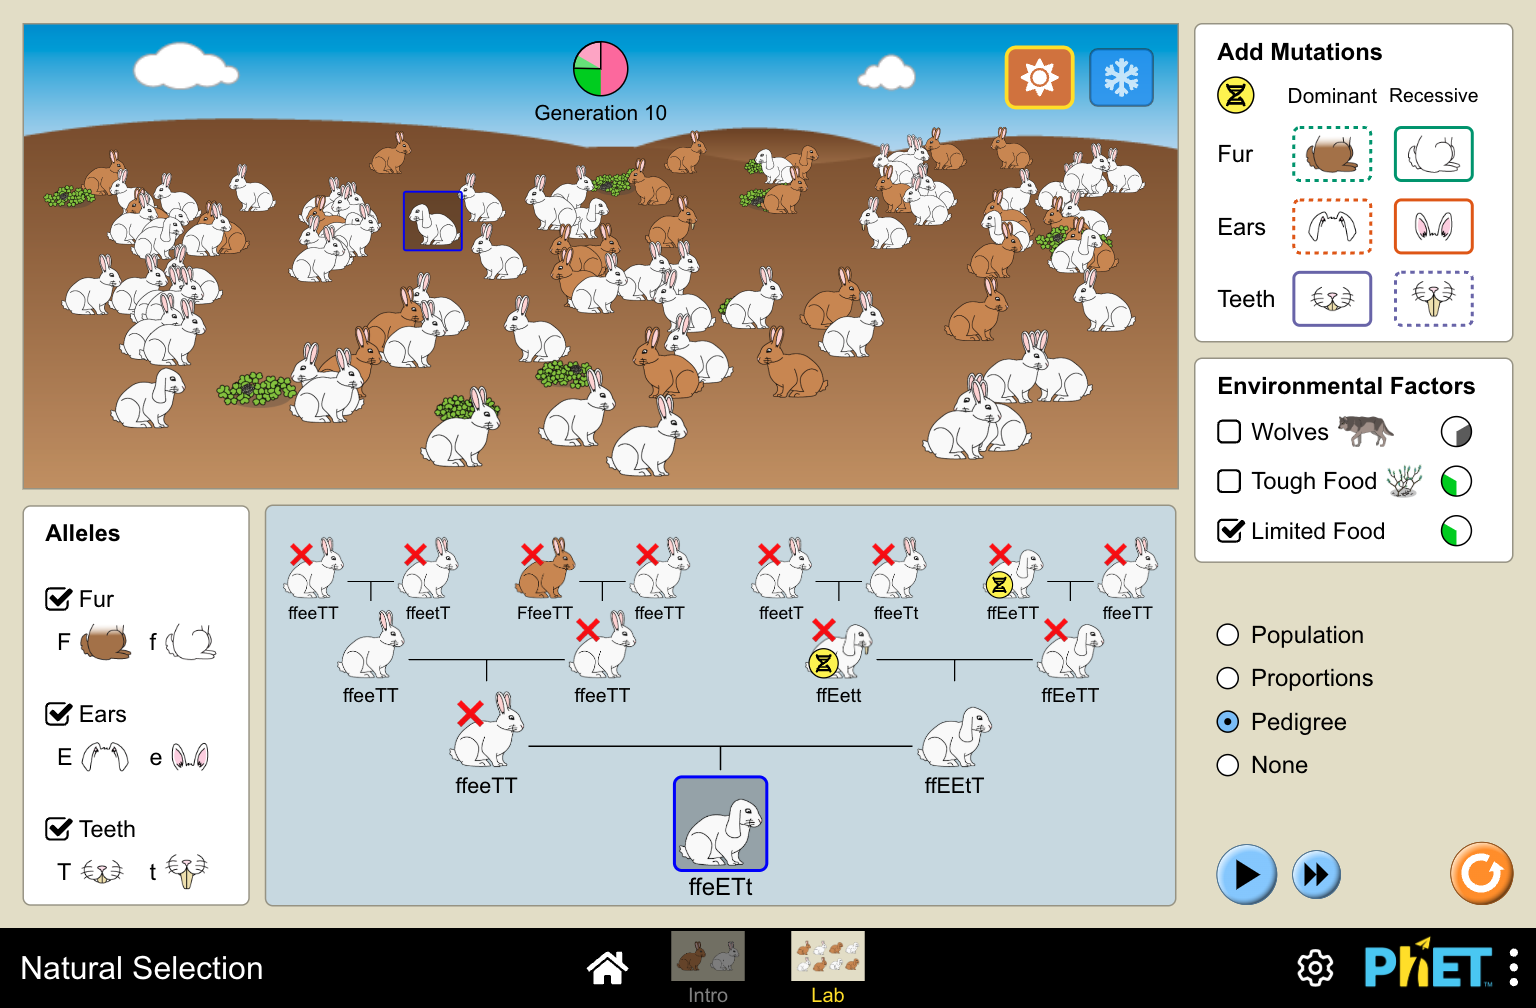 Generation 10
Add Mutations
Dominant Recessive
Fur
Ears
Teeth
Environmental Factors
Wolves
Tough Food
Limited Food
Alleles
Fur
F f
Ears
E e
Teeth
T t
ffeeTT ffeetT FfeeTT ffeeTT ffeetT ffeeTt ffEeTT ffeeTT
ffeeTT ffeeTT ffEett ffEeTT
ffeeTT ffEEtT
ffeETt
Population
Proportions
Pedigree
None
Natural Selection
Intro
Lab
PhET™